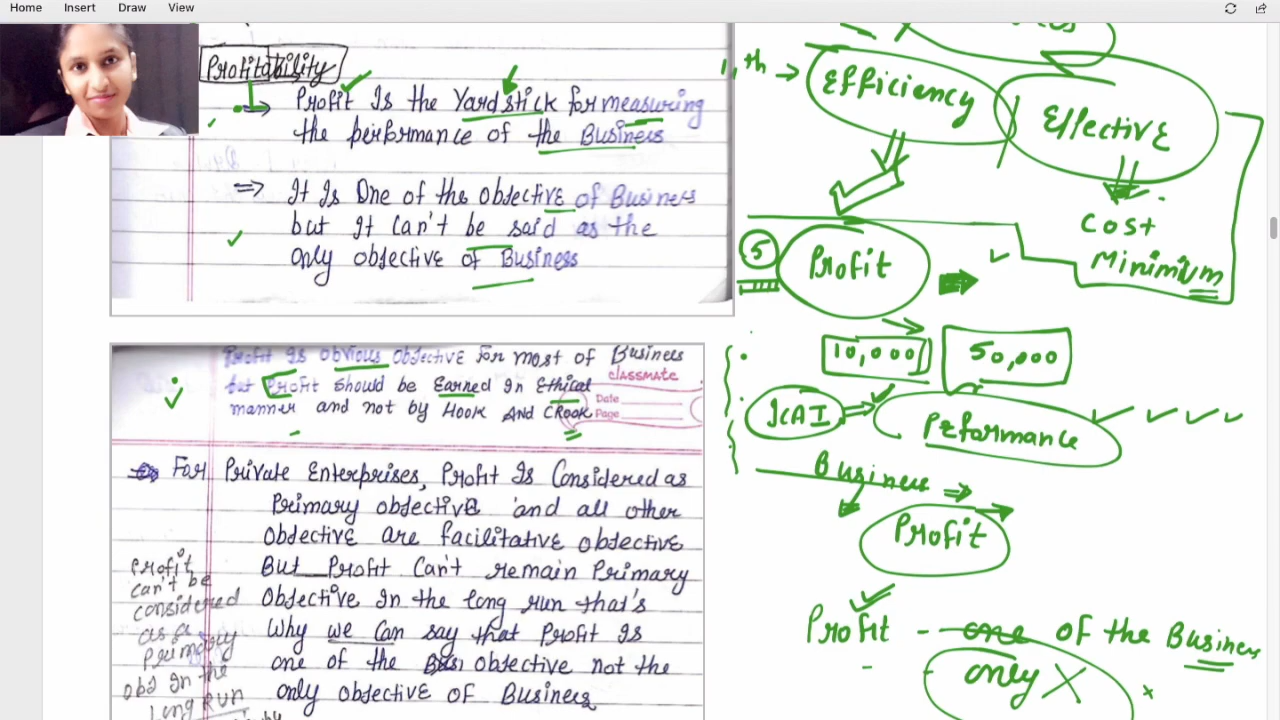 Home Insert Draw View
Profitability
⇒ Profit Is the Yardstick for measuring
the performance of the Business
⇒ It Is One of the objective of Business
but It Can't be said as the
only objective of Business
Profit Is obvious objective for most of Business
but Profit should be Earned In Ethical
manner and not by Hook AND CROOK
classmate
Date
Page
For Private Enterprises, Profit Is Considered as
Primary objective and all other
objective are facilitative objective
But Profit Can't remain Primary
Objective In the long run that's
Why we can say that Profit Is
one of the objective not the
only objective of Business
Profit
can't be
considered
as a
primary
obj In the
long RUN
by
Efficiency
Effective
Cost
Minimium
5
Profit
10,000
50,000
ICAI ⇒
Performance
Business ⇒
Profit
Profit - one of the Business
only X